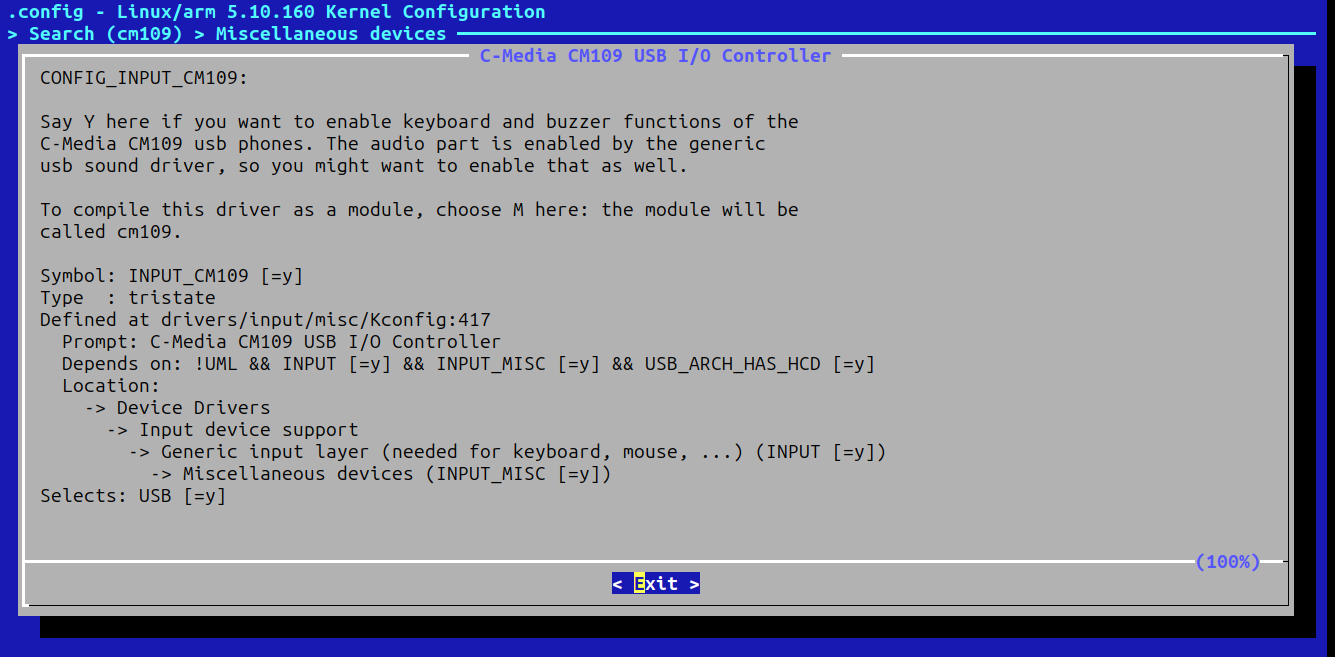 .config - Linux/arm 5.10.160 Kernel Configuration
> Search (cm109) > Miscellaneous devices
C-Media CM109 USB I/O Controller
CONFIG_INPUT_CM109:
Say Y here if you want to enable keyboard and buzzer functions of the
C-Media CM109 usb phones. The audio part is enabled by the generic
usb sound driver, so you might want to enable that as well.
To compile this driver as a module, choose M here: the module will be
called cm109.
Symbol: INPUT_CM109 [=y]
Type  : tristate
Defined at drivers/input/misc/Kconfig:417
  Prompt: C-Media CM109 USB I/O Controller
  Depends on: !UML && INPUT [=y] && INPUT_MISC [=y] && USB_ARCH_HAS_HCD [=y]
  Location:
    -> Device Drivers
      -> Input device support
        -> Generic input layer (needed for keyboard, mouse, ...) (INPUT [=y])
          -> Miscellaneous devices (INPUT_MISC [=y])
Selects: USB [=y]
(100%)
< Exit >